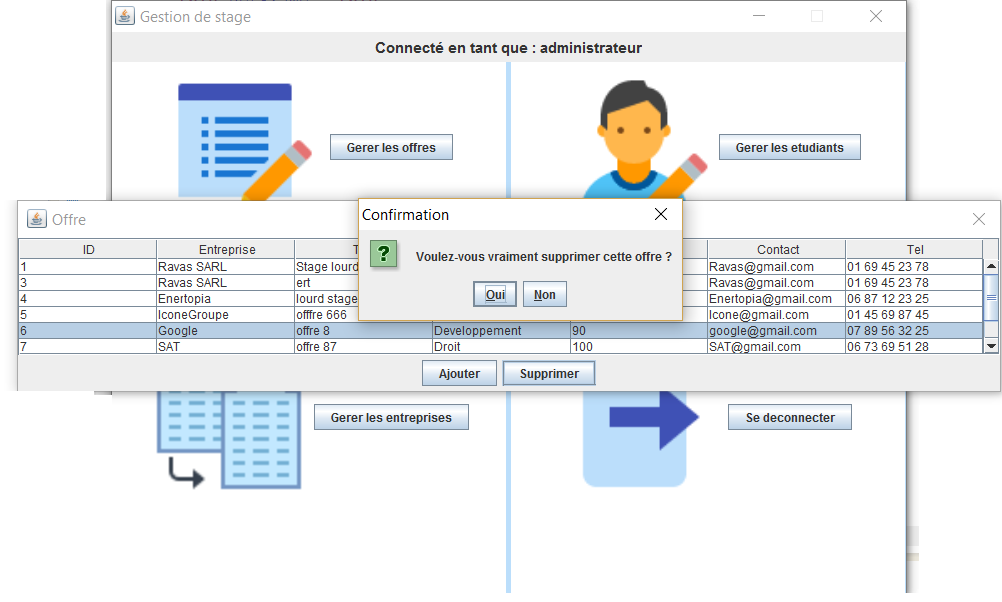 Gestion de stage
Connecté en tant que : administrateur
Gerer les offres
Gerer les etudiants
Offre
Confirmation
Voulez-vous vraiment supprimer cette offre ?
Oui Non
ID Entreprise T Contact Tel
1 Ravas SARL Stage lourd Ravas@gmail.com 01 69 45 23 78
3 Ravas SARL ert Ravas@gmail.com 01 69 45 23 78
4 Enertopia lourd stage Enertopia@gmail.com 06 87 12 23 25
5 IconeGroupe offfre 666 Icone@gmail.com 01 45 69 87 45
6 Google offre 8 Developpement 90 google@gmail.com 07 89 56 32 25
7 SAT offre 87 Droit 100 SAT@gmail.com 06 73 69 51 28
Ajouter Supprimer
Gerer les entreprises
Se deconnecter